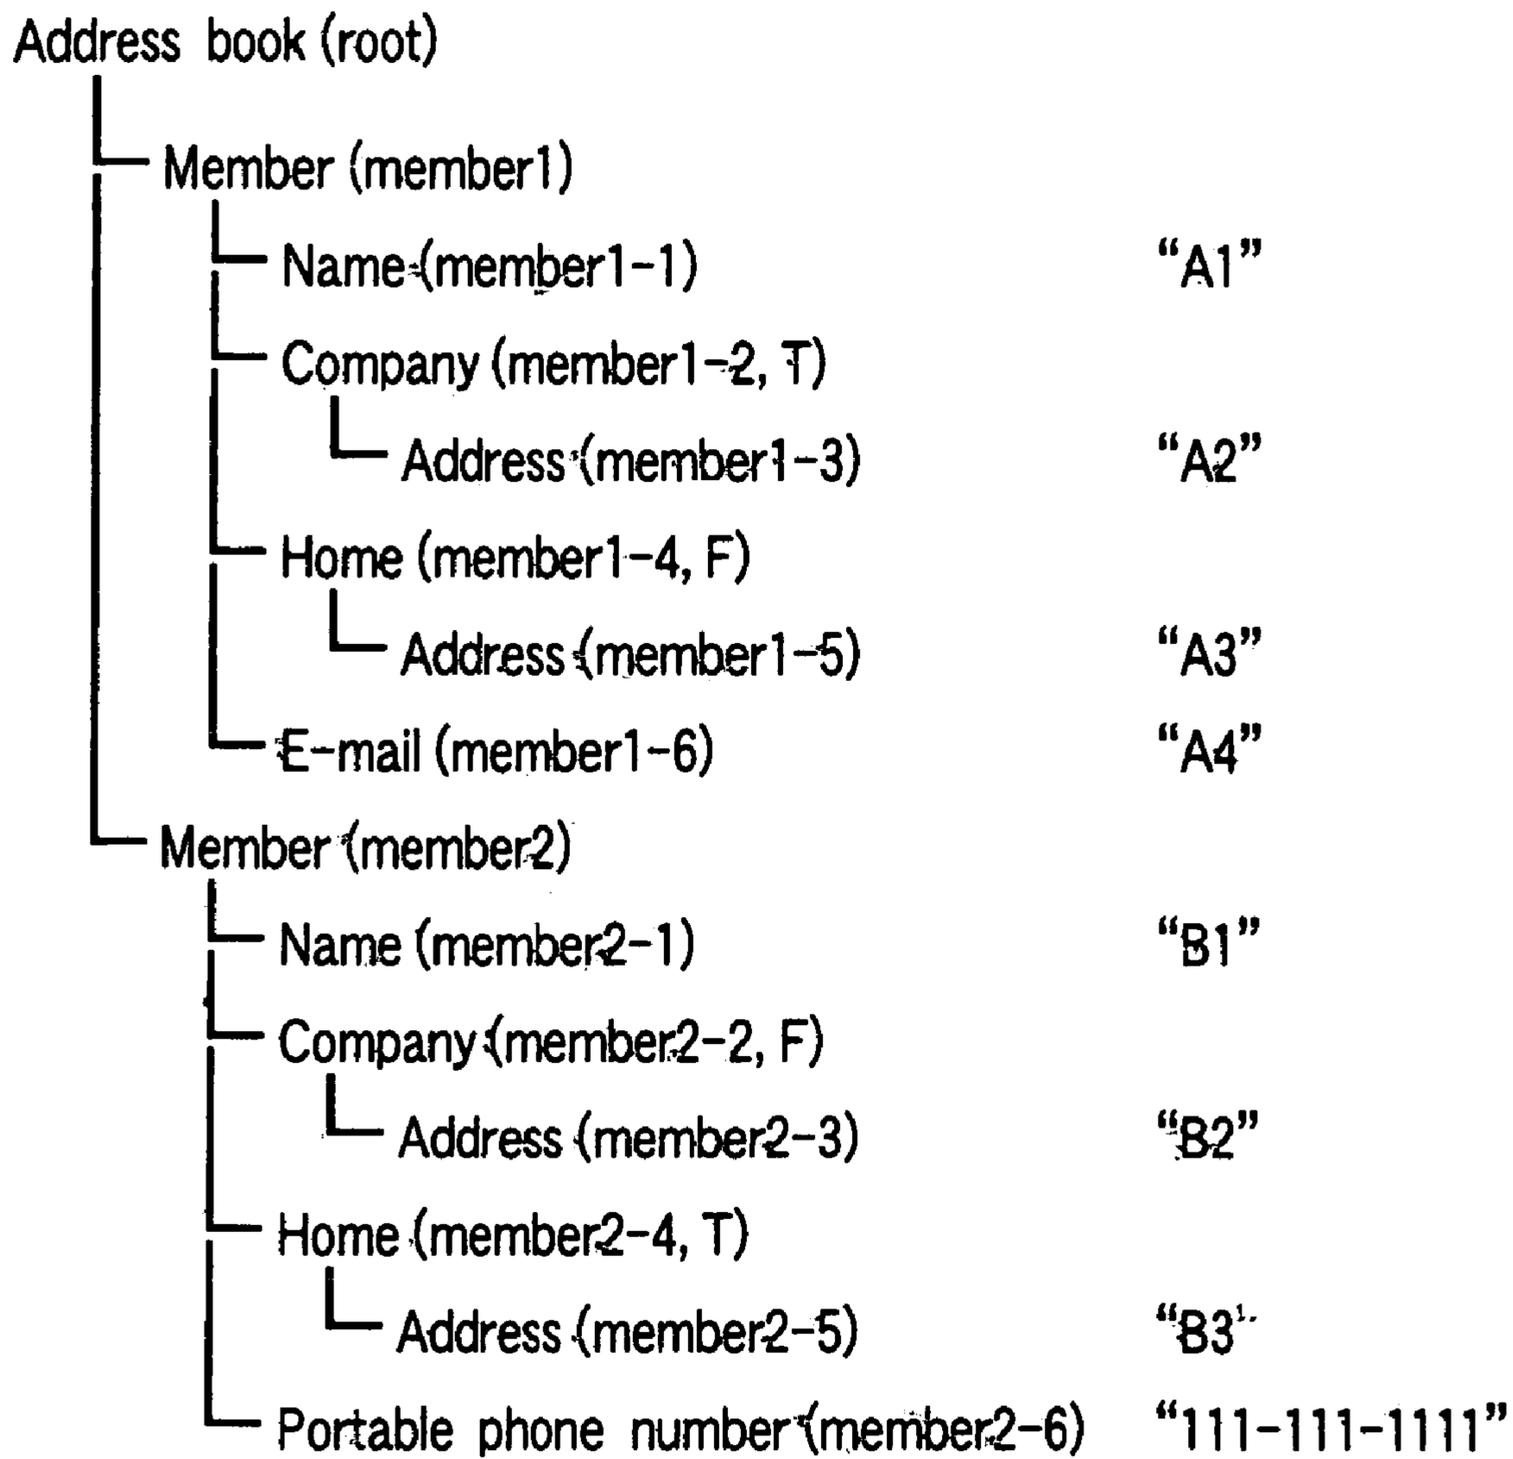 Address book (root)
Member (member1)
Name (member1-1) “A1”
Company (member1-2, T)
Address (member1-3) “A2”
Home (member1-4, F)
Address (member1-5) “A3”
E-mail (member1-6) “A4”
Member (member2)
Name (member2-1) “B1”
Company (member2-2, F)
Address (member2-3) “B2”
Home (member2-4, T)
Address (member2-5) “B3”
Portable phone number (member2-6) “111-111-1111”